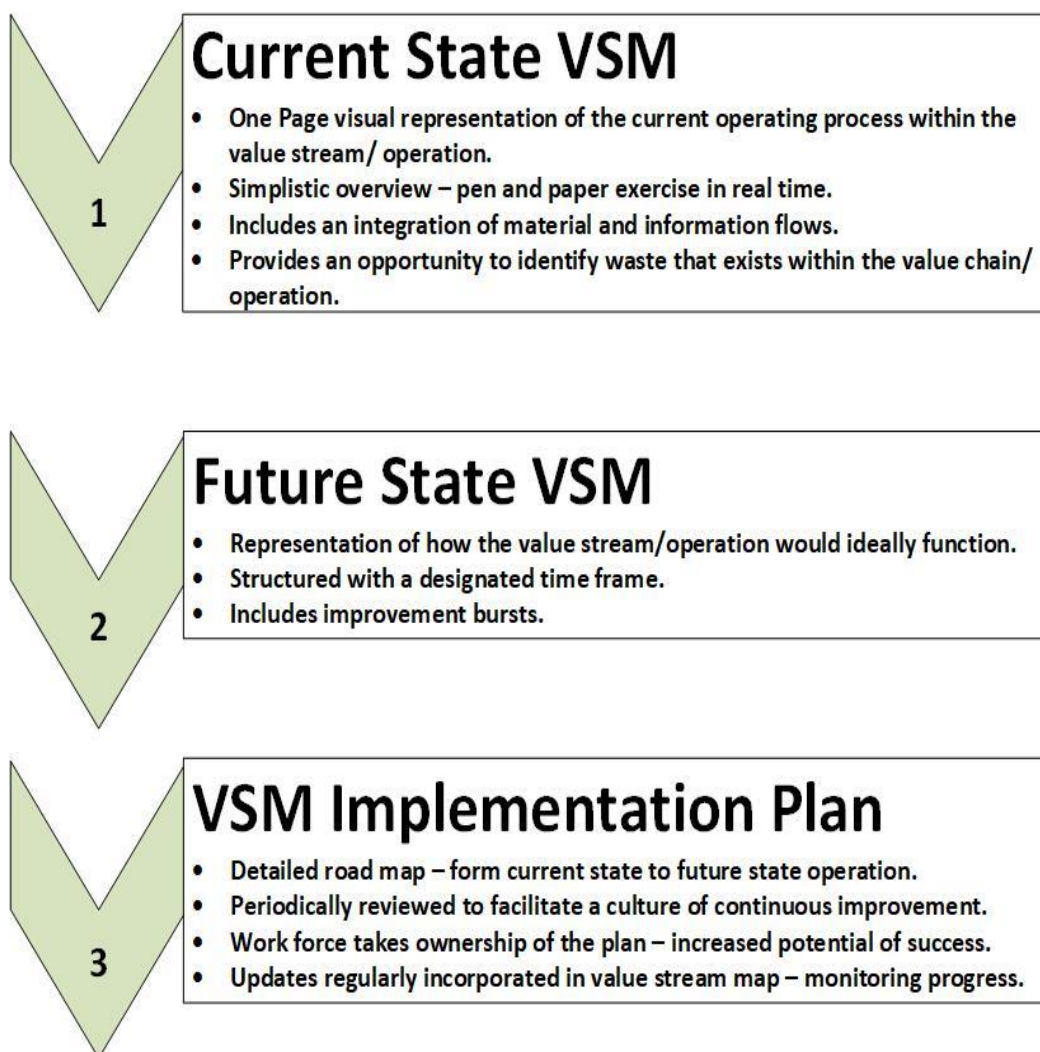 Current State VSM
• One Page visual representation of the current operating process within the
value stream/ operation.
• Simplistic overview – pen and paper exercise in real time.
• Includes an integration of material and information flows.
• Provides an opportunity to identify waste that exists within the value chain/
operation.
1
Future State VSM
• Representation of how the value stream/operation would ideally function.
• Structured with a designated time frame.
• Includes improvement bursts.
2
VSM Implementation Plan
• Detailed road map – form current state to future state operation.
• Periodically reviewed to facilitate a culture of continuous improvement.
• Work force takes ownership of the plan – increased potential of success.
• Updates regularly incorporated in value stream map – monitoring progress.
3